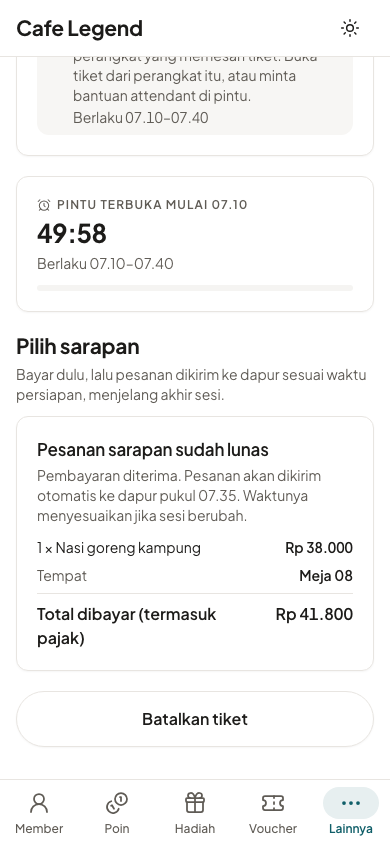 Cafe Legend
perangkat yang memesan tiket. Buka
tiket dari perangkat itu, atau minta
bantuan attendant di pintu.
Berlaku 07.10–07.40
PINTU TERBUKA MULAI 07.10
49:58
Berlaku 07.10–07.40
Pilih sarapan
Bayar dulu, lalu pesanan dikirim ke dapur sesuai waktu
persiapan, menjelang akhir sesi.
Pesanan sarapan sudah lunas
Pembayaran diterima. Pesanan akan dikirim
otomatis ke dapur pukul 07.35. Waktunya
menyesuaikan jika sesi berubah.
1 × Nasi goreng kampung Rp 38.000
Tempat Meja 08
Total dibayar (termasuk Rp 41.800
pajak)
Batalkan tiket
Member Poin Hadiah Voucher Lainnya